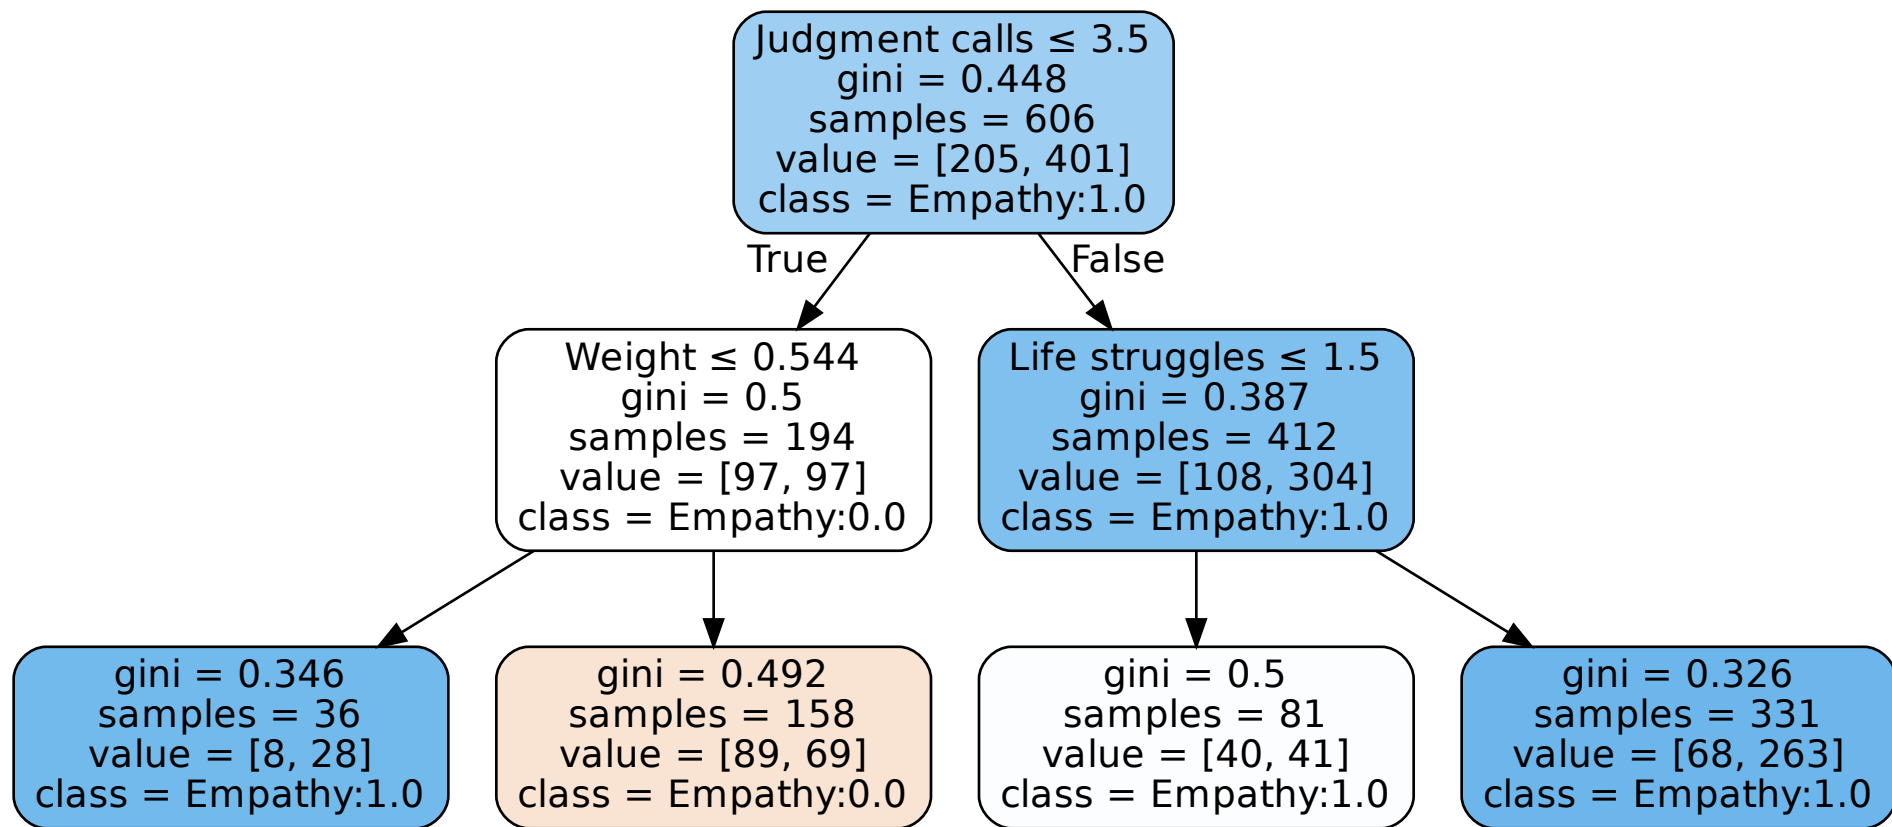 Judgment calls ≤ 3.5
gini = 0.448
samples = 606
value = [205, 401]
class = Empathy:1.0
True
False
Weight ≤ 0.544
gini = 0.5
samples = 194
value = [97, 97]
class = Empathy:0.0
Life struggles ≤ 1.5
gini = 0.387
samples = 412
value = [108, 304]
class = Empathy:1.0
gini = 0.346
samples = 36
value = [8, 28]
class = Empathy:1.0
gini = 0.492
samples = 158
value = [89, 69]
class = Empathy:0.0
gini = 0.5
samples = 81
value = [40, 41]
class = Empathy:1.0
gini = 0.326
samples = 331
value = [68, 263]
class = Empathy:1.0